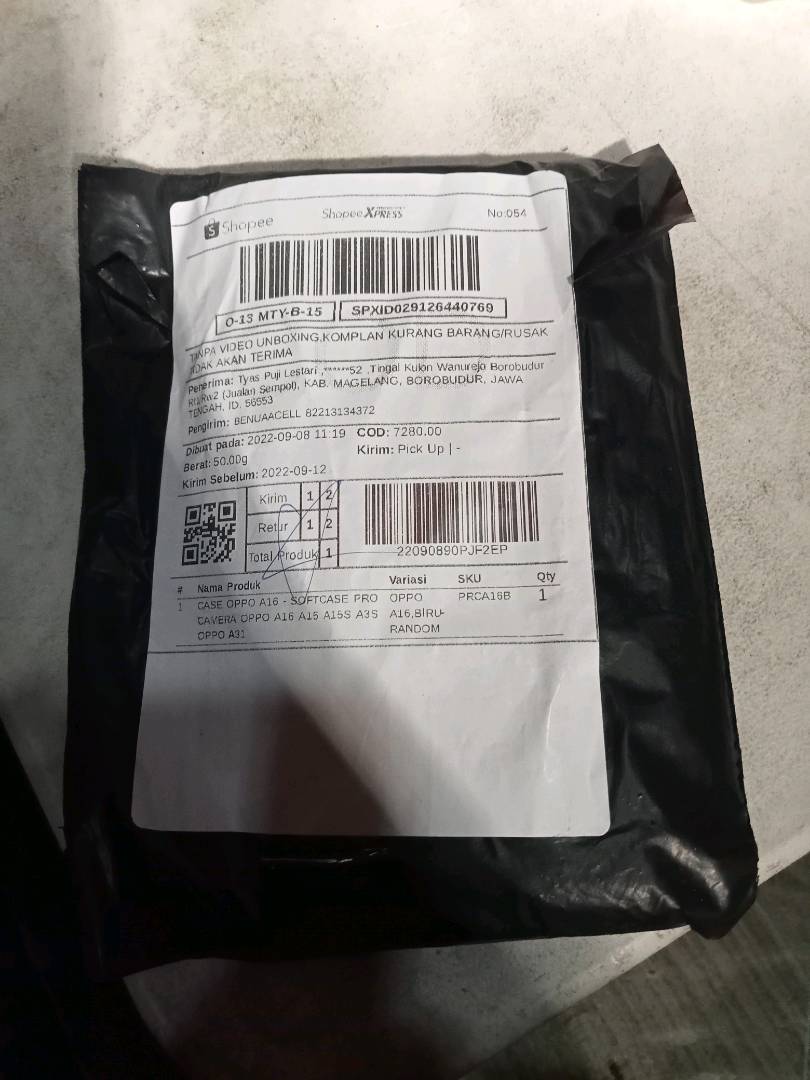 Shopee ShopeeXPRESS No:054
O-13 MTY-B-15 SPXID029126440769
TANPA VIDEO UNBOXING,KOMPLAN KURANG BARANG/RUSAK
TIDAK AKAN TERIMA
Penerima: Tyas Puji Lestari ,******52 ,Tingal Kulon Wanurejo Borobudur
(Jualan Sempol), KAB. MAGELANG, BOROBUDUR, JAWA
TENGAH, ID, 56553
Pengirim: BENUAACELL 82213134372
Dibuat pada: 2022-09-08 11:19 COD: 7280.00
Berat: 50.00g Kirim: Pick Up | -
Kirim Sebelum: 2022-09-12
Kirim 1 2
Retur 1 2
Total Produk 1
22090890PJF2EP
# Nama Produk Variasi SKU Qty
1 CASE OPPO A16 - SOFTCASE PRO OPPO PRCA16B 1
CAMERA OPPO A16 A15 A15S A3S A16,BIRU-
OPPO A31 RANDOM